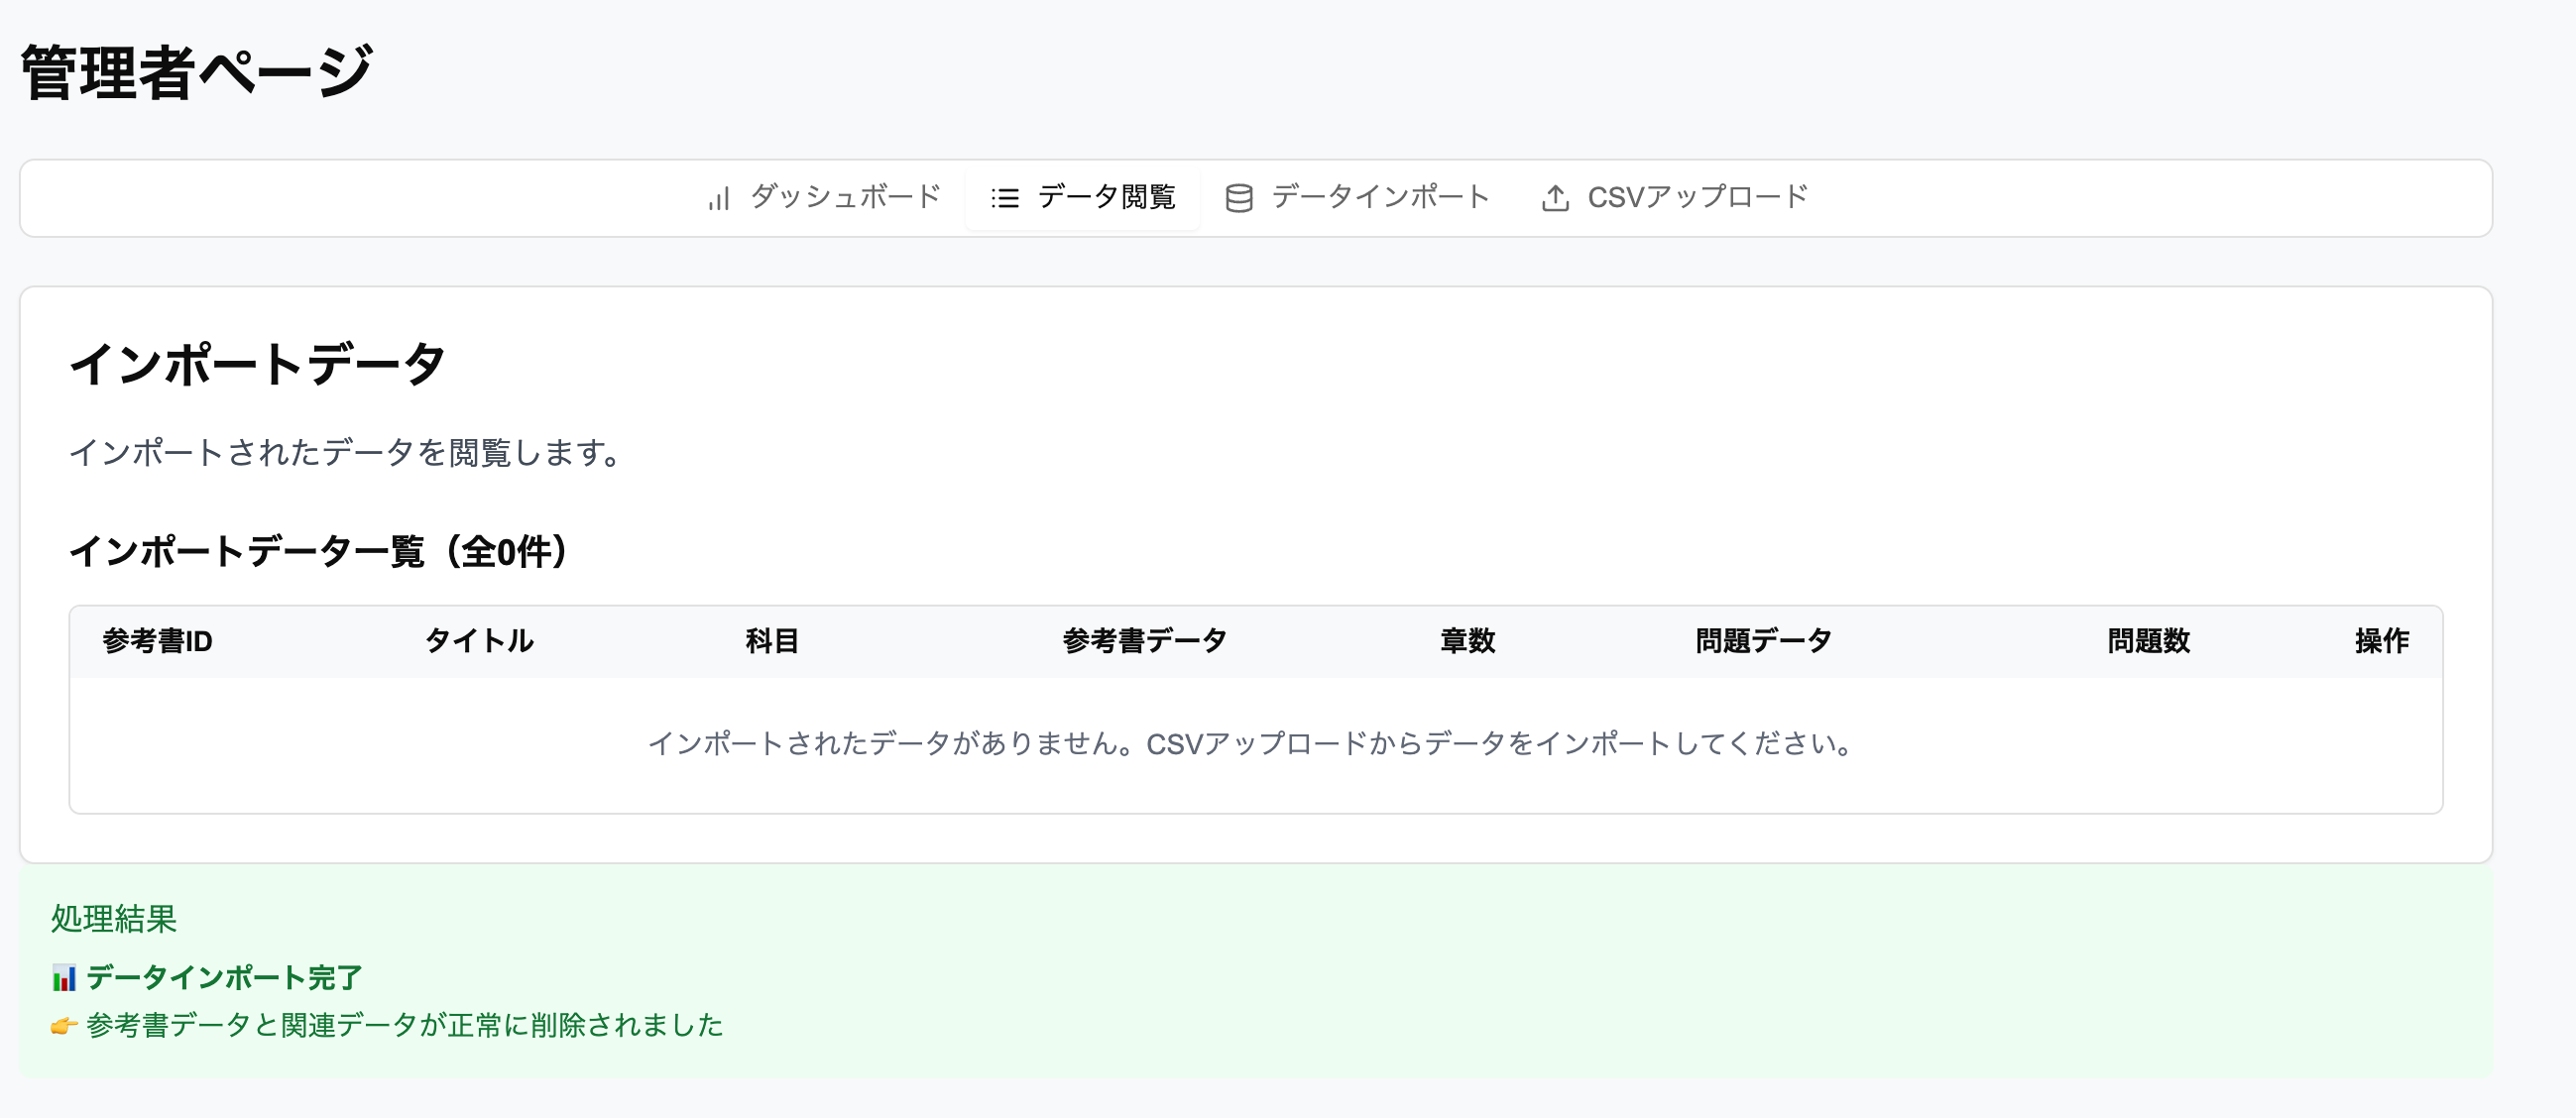 管理者ページ
ダッシュボード データ閲覧 データインポート CSVアップロード
インポートデータ
インポートされたデータを閲覧します。
インポートデータ一覧（全0件）
参考書ID タイトル 科目 参考書データ 章数 問題データ 問題数 操作
インポートされたデータがありません。CSVアップロードからデータをインポートしてください。
処理結果
📊 データインポート完了
👉 参考書データと関連データが正常に削除されました